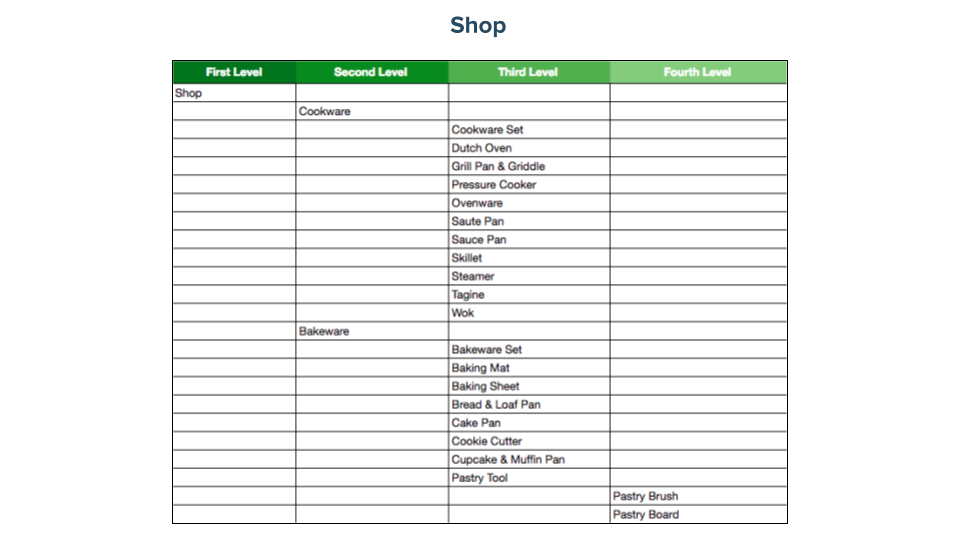 Shop
First Level Second Level Third Level Fourth Level
Shop
Cookware
Cookware Set
Dutch Oven
Grill Pan & Griddle
Pressure Cooker
Ovenware
Saute Pan
Sauce Pan
Skillet
Steamer
Tagine
Wok
Bakeware
Bakeware Set
Baking Mat
Baking Sheet
Bread & Loaf Pan
Cake Pan
Cookie Cutter
Cupcake & Muffin Pan
Pastry Tool
Pastry Brush
Pastry Board